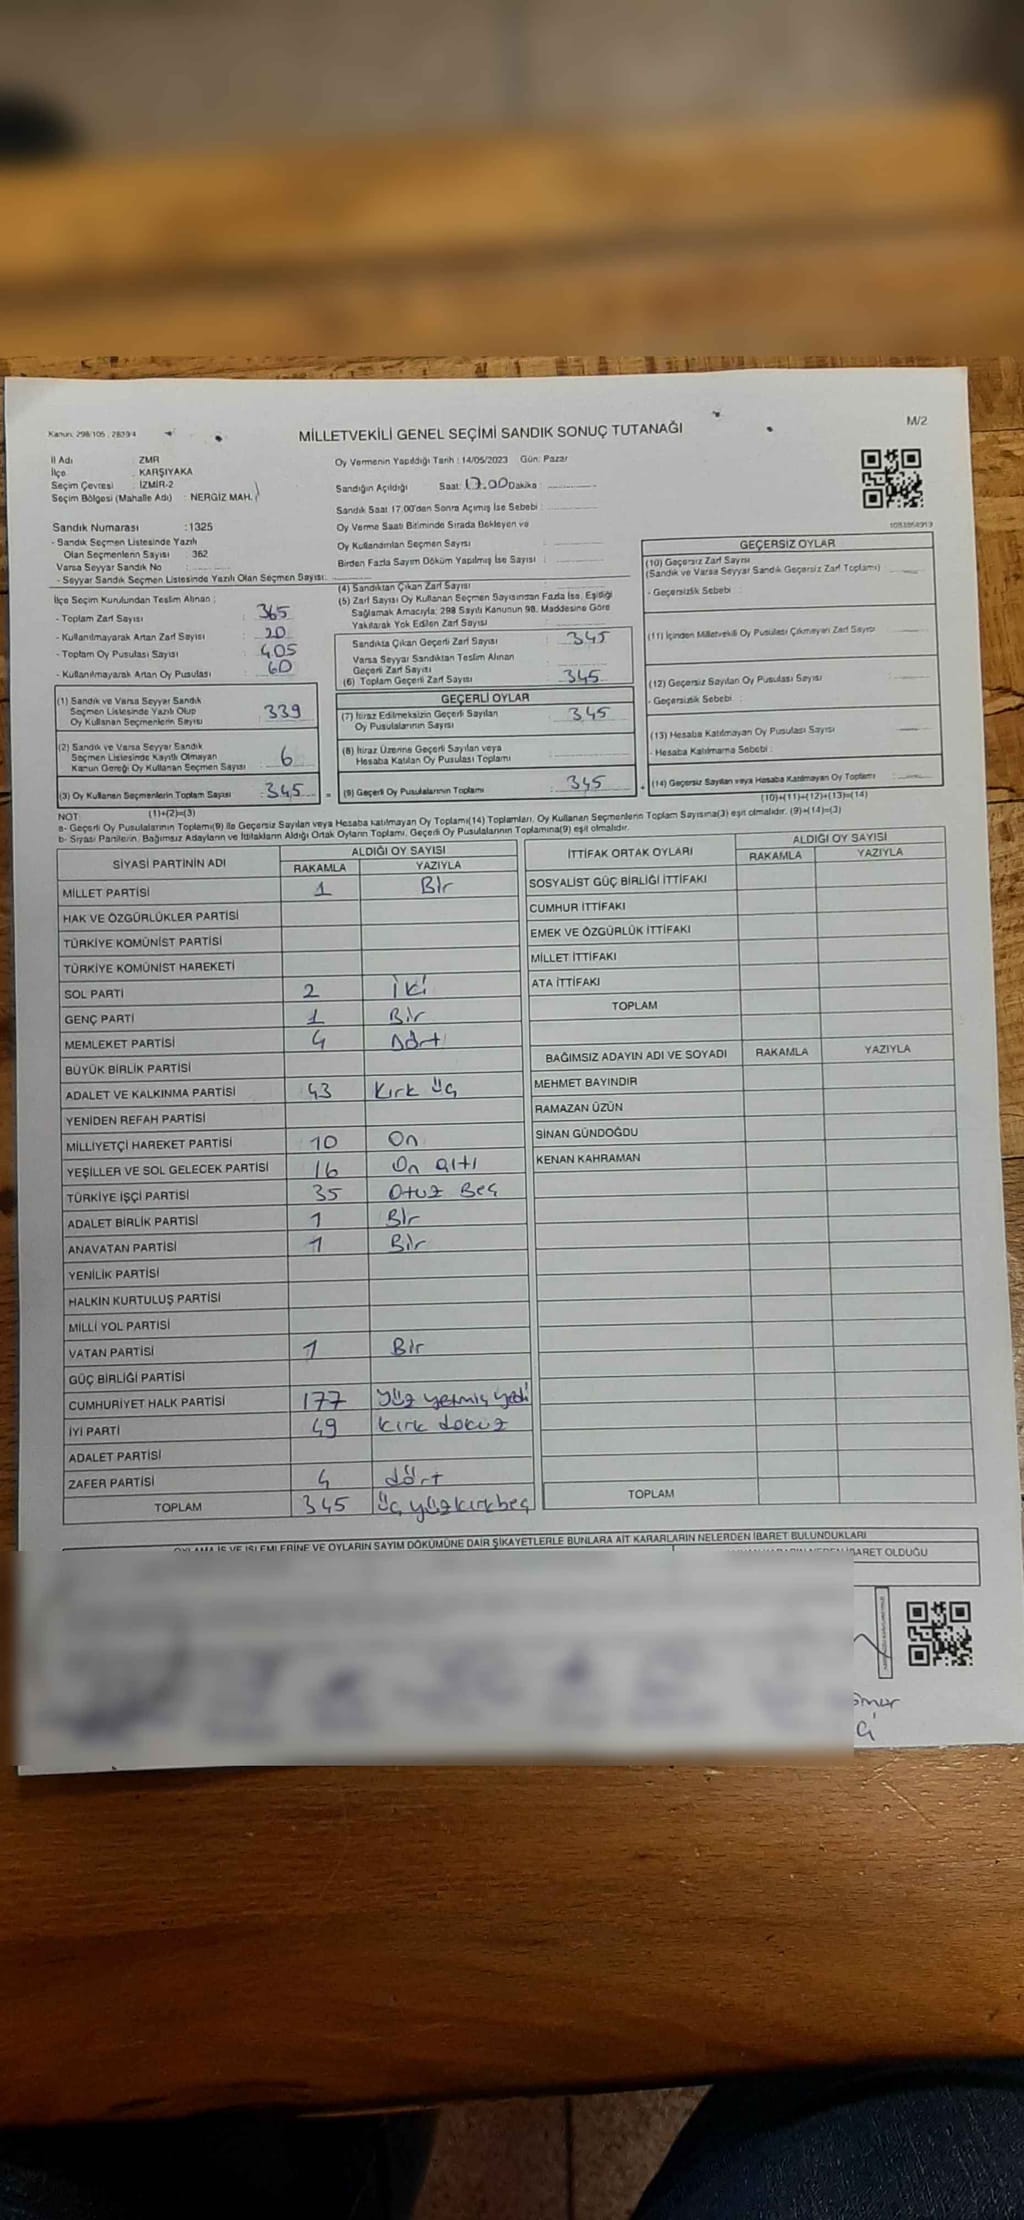 Kanun: 298/105 , 2839/4
MİLLETVEKİLİ GENEL SEÇİMİ SANDIK SONUÇ TUTANAĞI
M/2
İl Adı : ZMR
İlçe : KARŞIYAKA
Seçim Çevresi : İZMİR-2
Seçim Bölgesi (Mahalle Adı) : NERGİZ MAH.
Oy Vermenin Yapıldığı Tarih : 14/05/2023 Gün: Pazar
Sandığın Açıldığı Saat: 17.00 Dakika :
Sandık Saat 17:00'dan Sonra Açımış İse Sebebi :
Oy Verme Saati Bitiminde Sırada Bekleyen ve
Oy Kullandırılan Seçmen Sayısı :
Birden Fazla Sayım Döküm Yapılmış İse Sayısı :
Sandık Numarası : 1325
- Sandık Seçmen Listesinde Yazılı
Olan Seçmenlerin Sayısı : 362
Varsa Seyyar Sandık No :
- Seyyar Sandık Seçmen Listesinde Yazılı Olan Seçmen Sayısı:
İlçe Seçim Kurulundan Teslim Alınan :
- Toplam Zarf Sayısı : 365
- Kullanılmayarak Artan Zarf Sayısı : 20
- Toplam Oy Pusulası Sayısı : 405
- Kullanılmayarak Artan Oy Pusulası : 60
(1) Sandık ve Varsa Seyyar Sandık
Seçmen Listesinde Yazılı Olup
Oy Kullanan Seçmenlerin Sayısı : 339
(2) Sandık ve Varsa Seyyar Sandık
Seçmen Listesinde Kayıtlı Olmayan
Kanun Gereği Oy Kullanan Seçmen Sayısı : 6
(3) Oy Kullanan Seçmenlerin Toplam Sayısı : 345
(1)+(2)=(3)
(4) Sandıktan Çıkan Zarf Sayısı :
(5) Zarf Sayısı Oy Kullanan Seçmen Sayısından Fazla İse, Eşitliği
Sağlamak Amacıyla; 298 Sayılı Kanunun 98. Maddesine Göre
Yakılarak Yok Edilen Zarf Sayısı :
Sandıkta Çıkan Geçerli Zarf Sayısı : 345
Varsa Seyyar Sandıktan Teslim Alınan
Geçerli Zarf Sayısı :
(6) Toplam Geçerli Zarf Sayısı : 345
GEÇERLİ OYLAR
(7) İtiraz Edilmeksizin Geçerli Sayılan
Oy Pusulalarının Sayısı : 345
(8) İtiraz Üzerine Geçerli Sayılan veya
Hesaba Katılan Oy Pusulası Toplamı :
(9) Geçerli Oy Pusulalarının Toplamı : 345
GEÇERSİZ OYLAR
(10) Geçersiz Zarf Sayısı
(Sandık ve Varsa Seyyar Sandık Geçersiz Zarf Toplamı) :
- Geçersizlik Sebebi :
(11) İçinden Milletvekili Oy Pusulası Çıkmayan Zarf Sayısı
(12) Geçersiz Sayılan Oy Pusulası Sayısı
- Geçersizlik Sebebi :
(13) Hesaba Katılmayan Oy Pusulası Sayısı
- Hesaba Katılmama Sebebi :
(14) Geçersiz Sayılan veya Hesaba Katılmayan Oy Toplamı :
(10)+(11)+(12)+(13)=(14)
NOT
a- Geçerli Oy Pusulalarının Toplamı(9) ile Geçersiz Sayılan veya Hesaba katılmayan Oy Toplamı(14) Toplamları, Oy Kullanan Seçmenlerin Toplam Sayısına(3) eşit olmalıdır. (9)+(14)=(3)
b- Siyasi Partilerin, Bağımsız Adayların ve İttifakların Aldığı Ortak Oyların Toplamı, Geçerli Oy Pusulalarının Toplamına(9) eşit olmalıdır.
SİYASİ PARTİNİN ADI ALDIĞI OY SAYISI
RAKAMLA YAZIYLA
MİLLET PARTİSİ 1 Bir
HAK VE ÖZGÜRLÜKLER PARTİSİ
TÜRKİYE KOMÜNİST PARTİSİ
TÜRKİYE KOMÜNİST HAREKETİ
SOL PARTİ 2 İki
GENÇ PARTİ 1 Bir
MEMLEKET PARTİSİ 4 Dört
BÜYÜK BİRLİK PARTİSİ
ADALET VE KALKINMA PARTİSİ 43 Kırk üç
YENİDEN REFAH PARTİSİ
MİLLİYETÇİ HAREKET PARTİSİ 10 On
YEŞİLLER VE SOL GELECEK PARTİSİ 16 On altı
TÜRKİYE İŞÇİ PARTİSİ 35 Otuz Beş
ADALET BİRLİK PARTİSİ 1 Bir
ANAVATAN PARTİSİ 1 Bir
YENİLİK PARTİSİ
HALKIN KURTULUŞ PARTİSİ
MİLLİ YOL PARTİSİ
VATAN PARTİSİ 1 Bir
GÜÇ BİRLİĞİ PARTİSİ
CUMHURİYET HALK PARTİSİ 177 Yüz yetmiş yedi
İYİ PARTİ 49 kırk dokuz
ADALET PARTİSİ
ZAFER PARTİSİ 4 dört
TOPLAM 345 üç yüz kırk beş
İTTİFAK ORTAK OYLARI ALDIĞI OY SAYISI
RAKAMLA YAZIYLA
SOSYALİST GÜÇ BİRLİĞİ İTTİFAKI
CUMHUR İTTİFAKI
EMEK VE ÖZGÜRLÜK İTTİFAKI
MİLLET İTTİFAKI
ATA İTTİFAKI
TOPLAM
BAĞIMSIZ ADAYIN ADI VE SOYADI RAKAMLA YAZIYLA
MEHMET BAYINDIR
RAMAZAN ÜZÜN
SİNAN GÜNDOĞDU
KENAN KAHRAMAN
TOPLAM
İŞLEMLERİNE VE OYLARIN SAYIM DÖKÜMÜNE DAİR ŞİKAYETLERLE BUNLARA AİT KARARLARIN NELERDEN İBARET BULUNDUKLARI
İBARET OLDUĞU